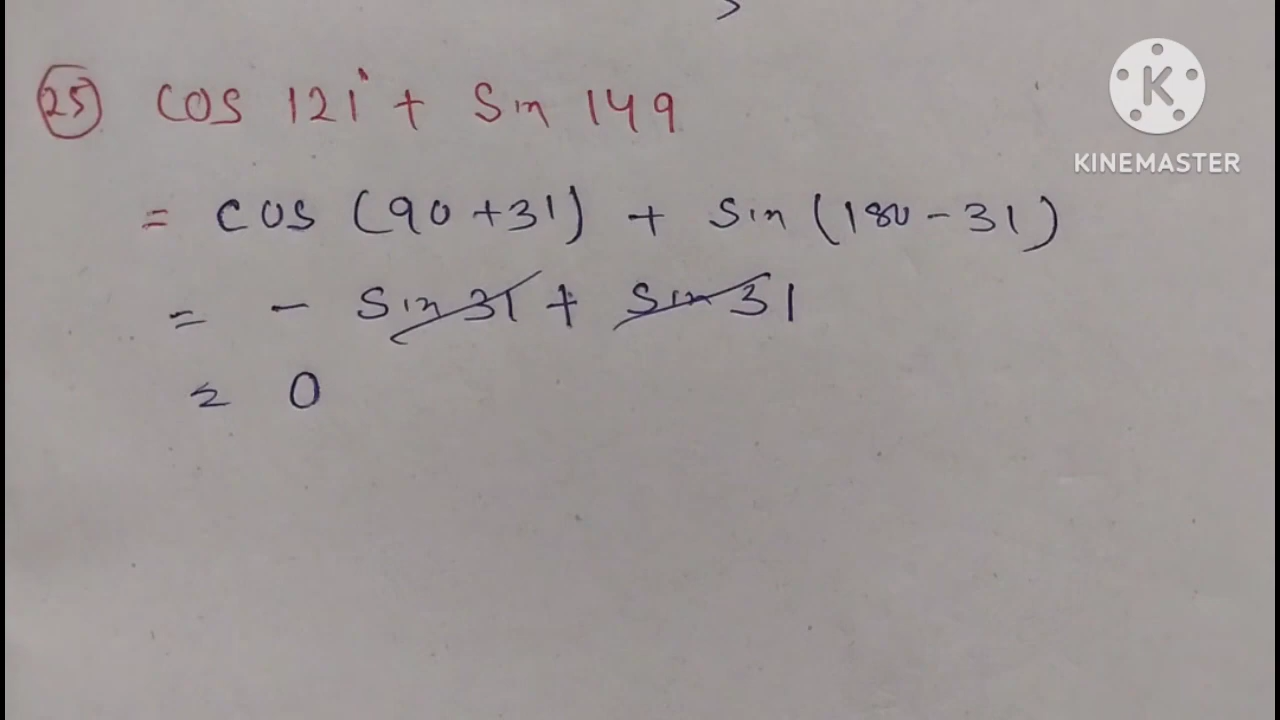 K
KINEMASTER
(25) cos 121° + Sin 149
= cos (90 + 31) + Sin (180 - 31)
= - Sin 31 + Sin 31
= 0